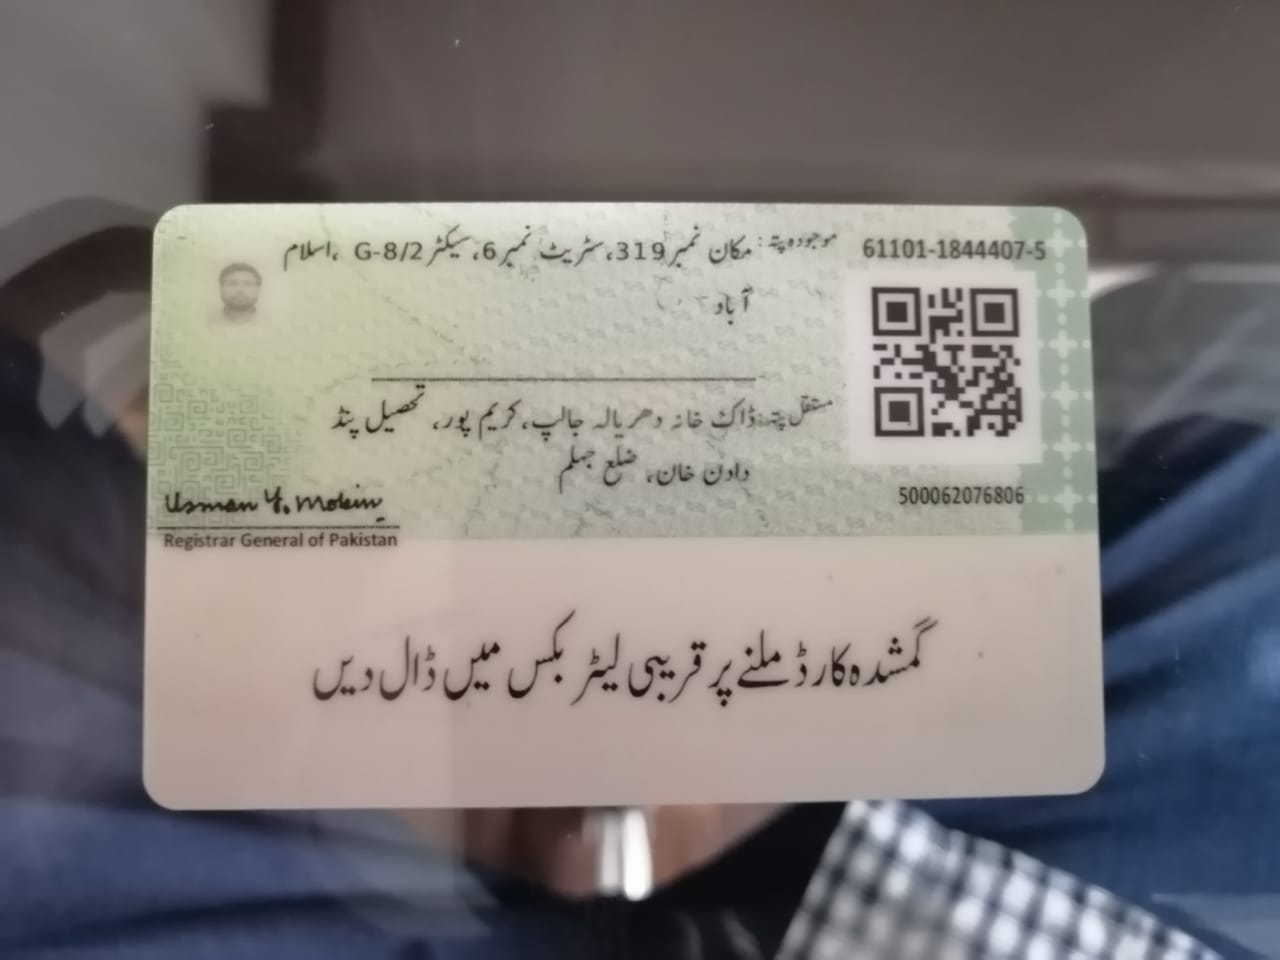 61101-1844407-5
موجودہ پتہ: مکان نمبر 319، سٹریٹ نمبر 6، سیکٹر G-8/2 ،اسلام
آباد
مستقل پتہ: ڈاک خانہ دھریالہ جالپ، کریم پور، تحصیل پنڈ
دادن خان، ضلع جہلم
500062076806
Usman Y. Mobin
Registrar General of Pakistan
گمشدہ کارڈ ملنے پر قریبی لیٹر بکس میں ڈال دیں